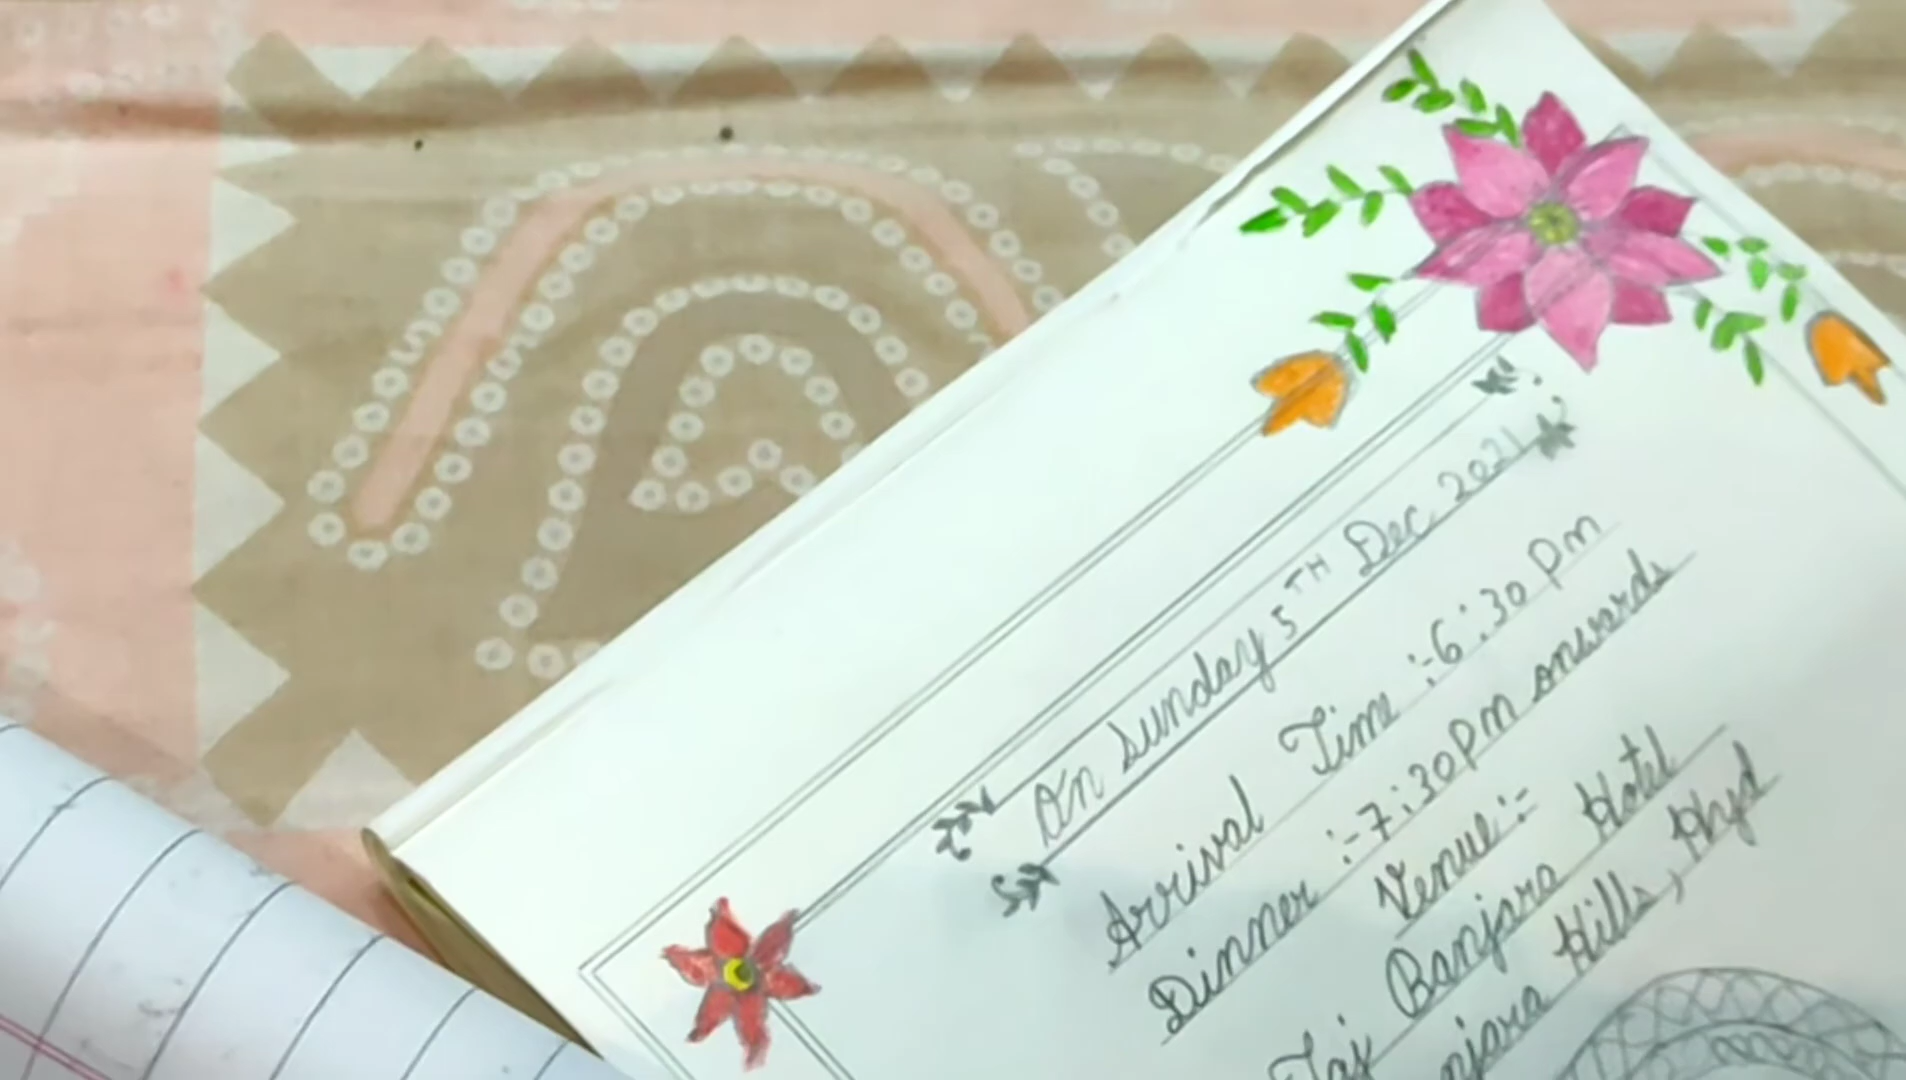 On Sunday 5TH Dec 2021
Arrival Time :- 6:30 pm
Dinner :- 7:30pm onwards
Venue :-
Taj Banjara Hotel
njara Hills, Hyd